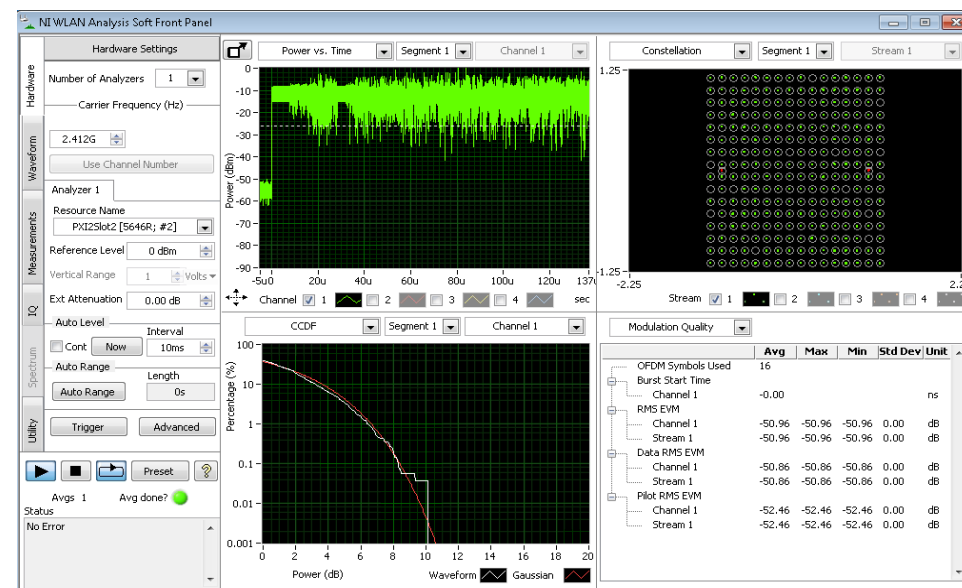 NI WLAN Analysis Soft Front Panel
Hardware
Waveform
Measurements
IQ
Spectrum
Utility
Hardware Settings
Number of Analyzers 1
Carrier Frequency (Hz)
2.412G
Use Channel Number
Analyzer 1
Resource Name
PXI2Slot2 [5646R; #2]
Reference Level 0 dBm
Vertical Range 1 Volts
Ext Attenuation 0.00 dB
Auto Level
Interval
Cont Now 10ms
Auto Range
Length
Auto Range 0s
Trigger Advanced
Preset ?
Avgs 1 Avg done?
Status
No Error
Power vs. Time Segment 1 Channel 1
Power (dBm)
0
-10
-20
-30
-40
-50
-60
-70
-80
-90
-5u0 20u 40u 60u 80u 100u 120u 137u
Channel 1 2 3 4 sec
Constellation Segment 1 Stream 1
1.25
-1.25
-2.25 2.2
Stream 1 2 3 4
CCDF Segment 1 Channel 1
Percentage (%)
100
10
1
0.1
0.01
0.001
0 2 4 6 8 10 12 14 16 18 20
Power (dB) Waveform Gaussian
Modulation Quality
Avg Max Min Std Dev Unit
OFDM Symbols Used 16
Burst Start Time
Channel 1 -0.00 ns
RMS EVM
Channel 1 -50.96 -50.96 -50.96 0.00 dB
Stream 1 -50.96 -50.96 -50.96 0.00 dB
Data RMS EVM
Channel 1 -50.86 -50.86 -50.86 0.00 dB
Stream 1 -50.86 -50.86 -50.86 0.00 dB
Pilot RMS EVM
Channel 1 -52.46 -52.46 -52.46 0.00 dB
Stream 1 -52.46 -52.46 -52.46 0.00 dB